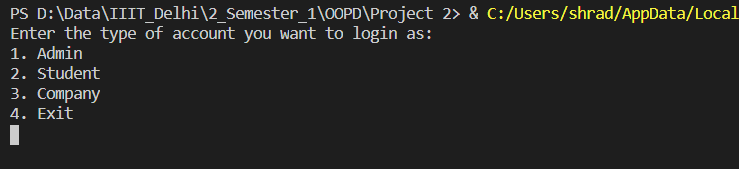 PS D:\Data\IIIT_Delhi\2_Semester_1\OOPD\Project 2> & C:/Users/shrad/AppData/Local
Enter the type of account you want to login as:
1. Admin
2. Student
3. Company
4. Exit